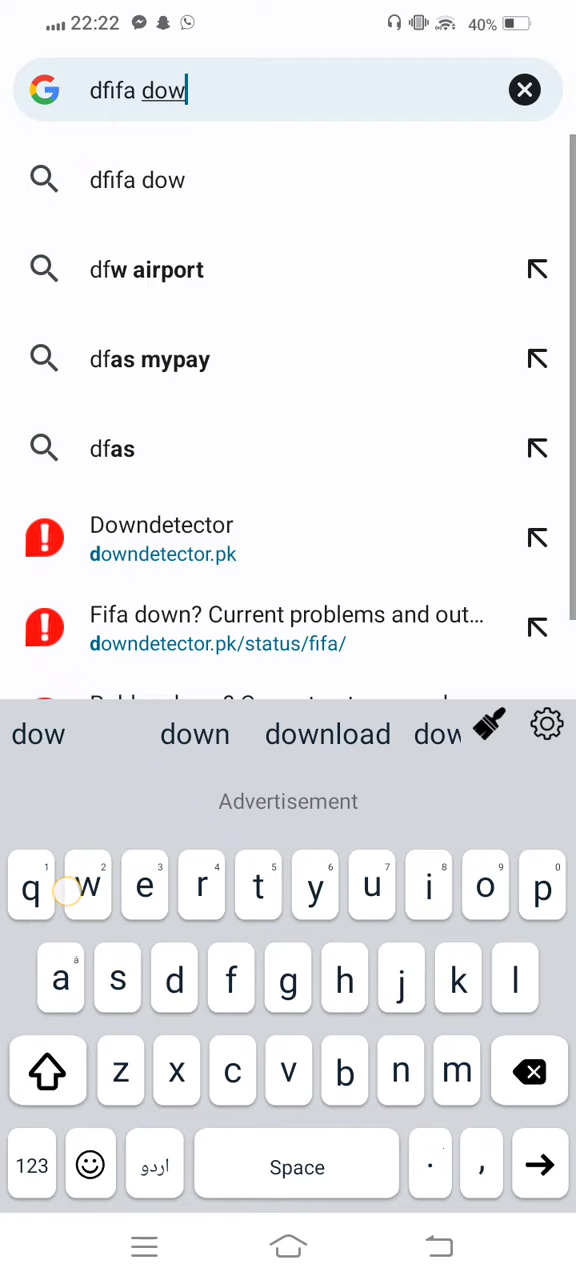 22:22 40%
dfifa dow
dfifa dow
dfw airport
dfas mypay
dfas
Downdetector
downdetector.pk
Fifa down? Current problems and out...
downdetector.pk/status/fifa/
dow down download dow
Advertisement
1 2 3 4 5 6 7 8 9 0
q w e r t y u i o p
á
a s d f g h j k l
z x c v b n m
123 اردو Space . ,